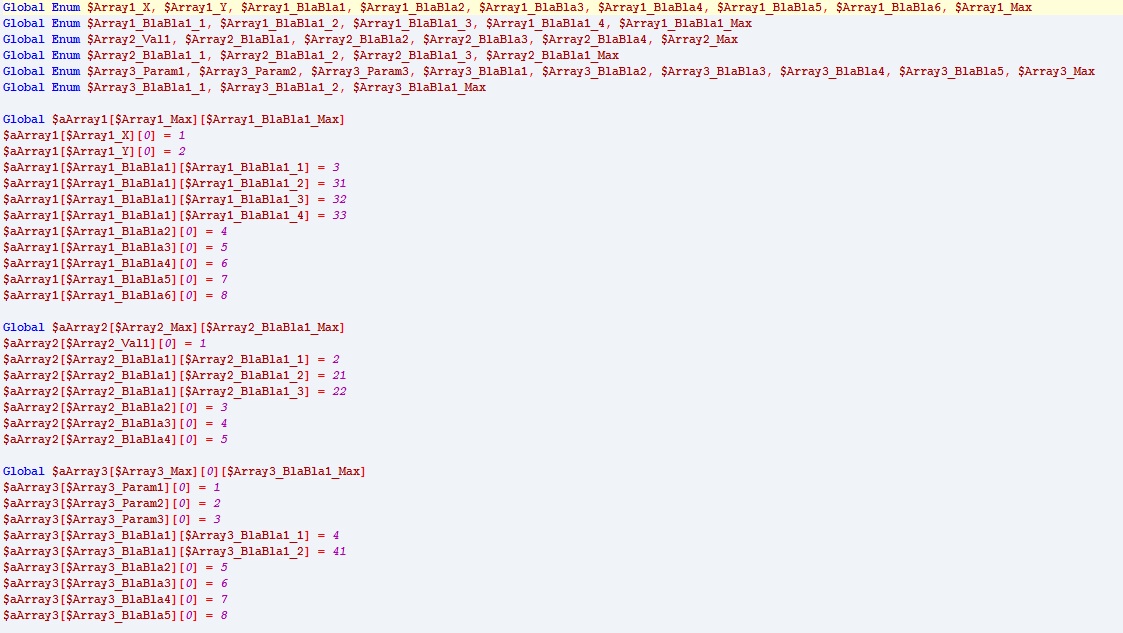 Global Enum $Array1_X, $Array1_Y, $Array1_BlaBla1, $Array1_BlaBla2, $Array1_BlaBla3, $Array1_BlaBla4, $Array1_BlaBla5, $Array1_BlaBla6, $Array1_Max
Global Enum $Array1_BlaBla1_1, $Array1_BlaBla1_2, $Array1_BlaBla1_3, $Array1_BlaBla1_4, $Array1_BlaBla1_Max
Global Enum $Array2_Val1, $Array2_BlaBla1, $Array2_BlaBla2, $Array2_BlaBla3, $Array2_BlaBla4, $Array2_Max
Global Enum $Array2_BlaBla1_1, $Array2_BlaBla1_2, $Array2_BlaBla1_3, $Array2_BlaBla1_Max
Global Enum $Array3_Param1, $Array3_Param2, $Array3_Param3, $Array3_BlaBla1, $Array3_BlaBla2, $Array3_BlaBla3, $Array3_BlaBla4, $Array3_BlaBla5, $Array3_Max
Global Enum $Array3_BlaBla1_1, $Array3_BlaBla1_2, $Array3_BlaBla1_Max
Global $aArray1[$Array1_Max][$Array1_BlaBla1_Max]
$aArray1[$Array1_X][0] = 1
$aArray1[$Array1_Y][0] = 2
$aArray1[$Array1_BlaBla1][$Array1_BlaBla1_1] = 3
$aArray1[$Array1_BlaBla1][$Array1_BlaBla1_2] = 31
$aArray1[$Array1_BlaBla1][$Array1_BlaBla1_3] = 32
$aArray1[$Array1_BlaBla1][$Array1_BlaBla1_4] = 33
$aArray1[$Array1_BlaBla2][0] = 4
$aArray1[$Array1_BlaBla3][0] = 5
$aArray1[$Array1_BlaBla4][0] = 6
$aArray1[$Array1_BlaBla5][0] = 7
$aArray1[$Array1_BlaBla6][0] = 8
Global $aArray2[$Array2_Max][$Array2_BlaBla1_Max]
$aArray2[$Array2_Val1][0] = 1
$aArray2[$Array2_BlaBla1][$Array2_BlaBla1_1] = 2
$aArray2[$Array2_BlaBla1][$Array2_BlaBla1_2] = 21
$aArray2[$Array2_BlaBla1][$Array2_BlaBla1_3] = 22
$aArray2[$Array2_BlaBla2][0] = 3
$aArray2[$Array2_BlaBla3][0] = 4
$aArray2[$Array2_BlaBla4][0] = 5
Global $aArray3[$Array3_Max][0][$Array3_BlaBla1_Max]
$aArray3[$Array3_Param1][0] = 1
$aArray3[$Array3_Param2][0] = 2
$aArray3[$Array3_Param3][0] = 3
$aArray3[$Array3_BlaBla1][$Array3_BlaBla1_1] = 4
$aArray3[$Array3_BlaBla1][$Array3_BlaBla1_2] = 41
$aArray3[$Array3_BlaBla2][0] = 5
$aArray3[$Array3_BlaBla3][0] = 6
$aArray3[$Array3_BlaBla4][0] = 7
$aArray3[$Array3_BlaBla5][0] = 8